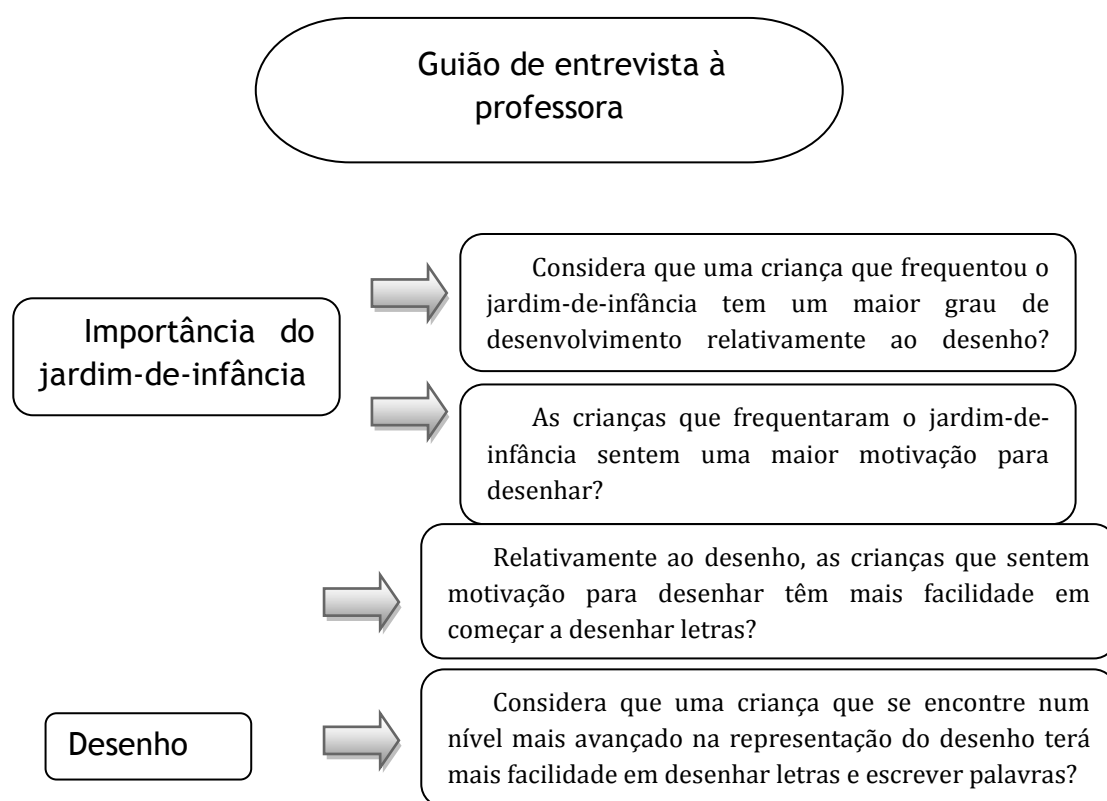 Guião de entrevista à
professora
Importância do
jardim-de-infância
Considera que uma criança que frequentou o
jardim-de-infância tem um maior grau de
desenvolvimento relativamente ao desenho?
As crianças que frequentaram o jardim-de-
infância sentem uma maior motivação para
desenhar?
Relativamente ao desenho, as crianças que sentem
motivação para desenhar têm mais facilidade em
começar a desenhar letras?
Desenho
Considera que uma criança que se encontre num
nível mais avançado na representação do desenho terá
mais facilidade em desenhar letras e escrever palavras?